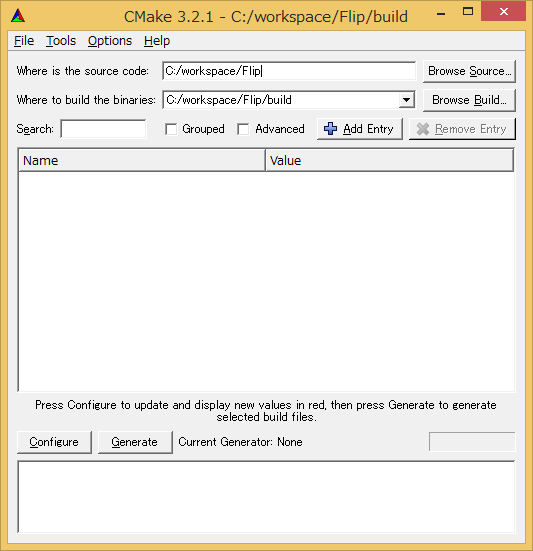 CMake 3.2.1 - C:/workspace/Flip/build
File Tools Options Help
Where is the source code: C:/workspace/Flip Browse Source...
Where to build the binaries: C:/workspace/Flip/build Browse Build...
Search: Grouped Advanced Add Entry Remove Entry
Name Value
Press Configure to update and display new values in red, then press Generate to generate
selected build files.
Configure Generate Current Generator: None